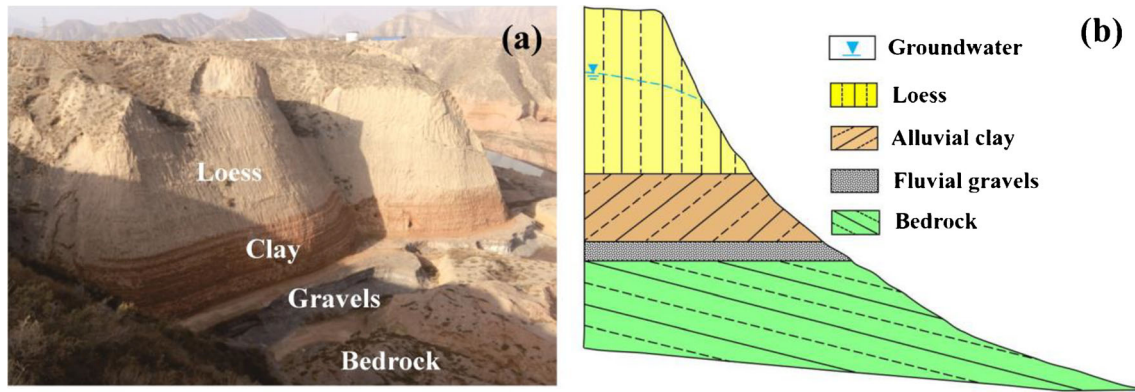 (a)
Loess
Clay
Gravels
Bedrock
(b)
Groundwater
Loess
Alluvial clay
Fluvial gravels
Bedrock